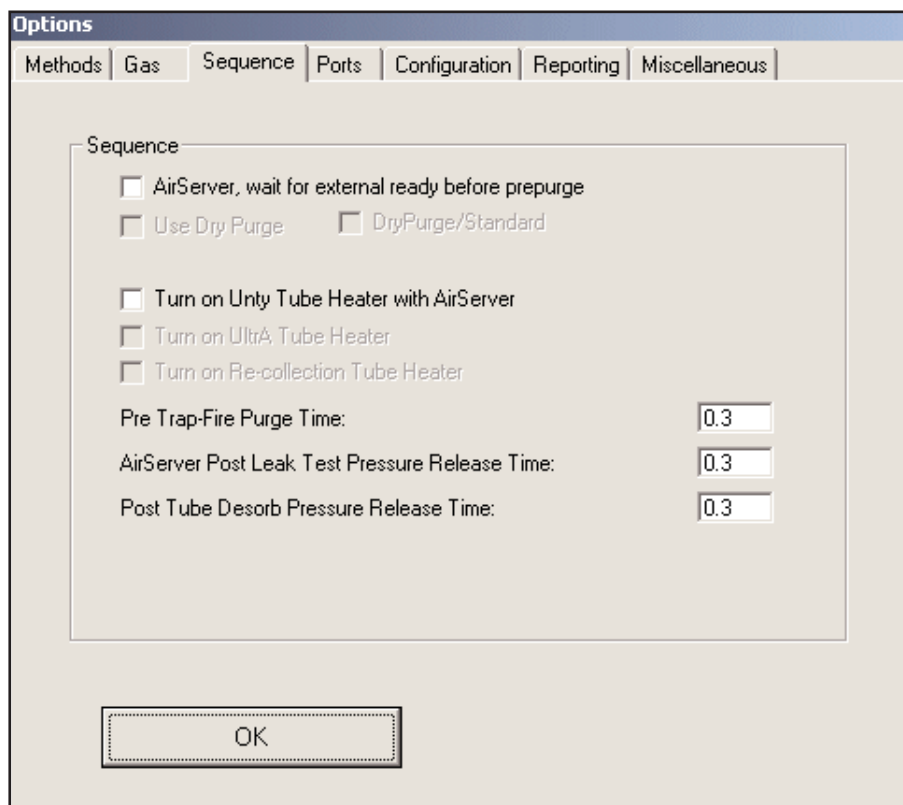 Options
Methods Gas Sequence Ports Configuration Reporting Miscellaneous
Sequence
AirServer, wait for external ready before prepurge
Use Dry Purge DryPurge/Standard
Turn on Unty Tube Heater with AirServer
Turn on UltrA Tube Heater
Turn on Re-collection Tube Heater
Pre Trap-Fire Purge Time: 0.3
AirServer Post Leak Test Pressure Release Time: 0.3
Post Tube Desorb Pressure Release Time: 0.3
OK